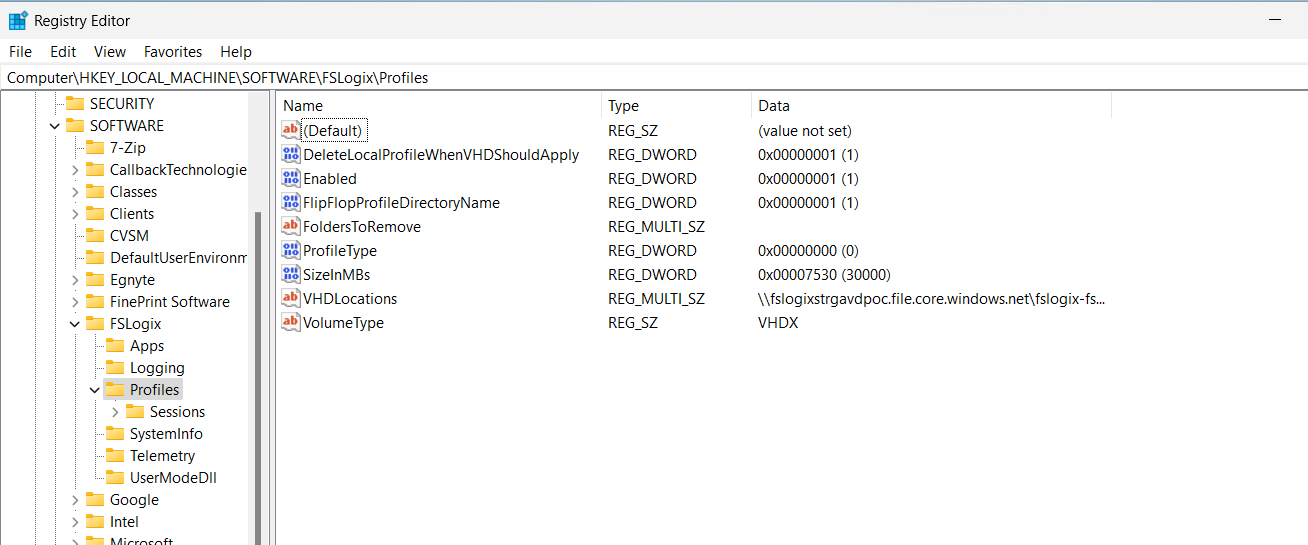 Registry Editor
File Edit View Favorites Help
Computer\HKEY_LOCAL_MACHINE\SOFTWARE\FSLogix\Profiles
SECURITY
SOFTWARE
7-Zip
CallbackTechnologie
Classes
Clients
CVSM
DefaultUserEnvironm
Egnyte
FinePrint Software
FSLogix
Apps
Logging
Profiles
Sessions
SystemInfo
Telemetry
UserModeDll
Google
Intel
Microsoft
Name Type Data
(Default) REG_SZ (value not set)
DeleteLocalProfileWhenVHDShouldApply REG_DWORD 0x00000001 (1)
Enabled REG_DWORD 0x00000001 (1)
FlipFlopProfileDirectoryName REG_DWORD 0x00000001 (1)
FoldersToRemove REG_MULTI_SZ
ProfileType REG_DWORD 0x00000000 (0)
SizeInMBs REG_DWORD 0x00007530 (30000)
VHDLocations REG_MULTI_SZ \\fslogixstrgavdpoc.file.core.windows.net\fslogix-fs...
VolumeType REG_SZ VHDX